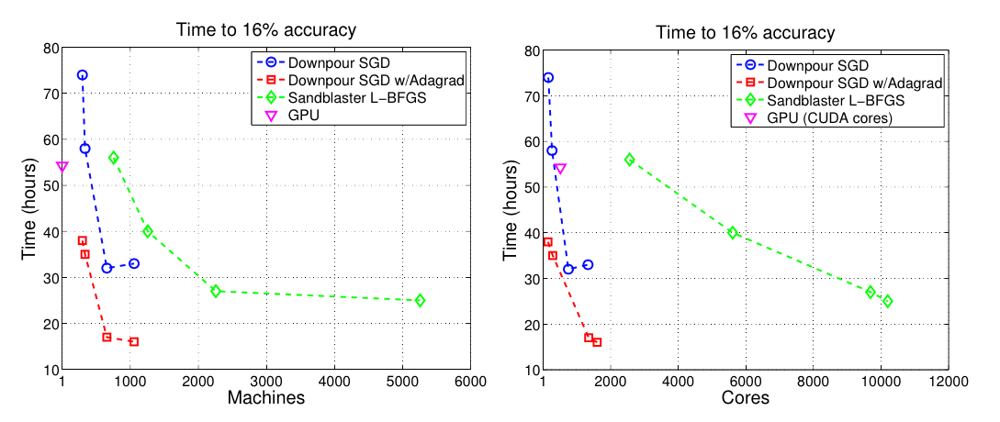 Time to 16% accuracy
80
70
60
50
40
30
20
10
Time (hours)
Downpour SGD
Downpour SGD w/Adagrad
Sandblaster L−BFGS
GPU
1 1000 2000 3000 4000 5000 6000
Machines
Time to 16% accuracy
80
70
60
50
40
30
20
10
Time (hours)
Downpour SGD
Downpour SGD w/Adagrad
Sandblaster L−BFGS
GPU (CUDA cores)
1 2000 4000 6000 8000 10000 12000
Cores